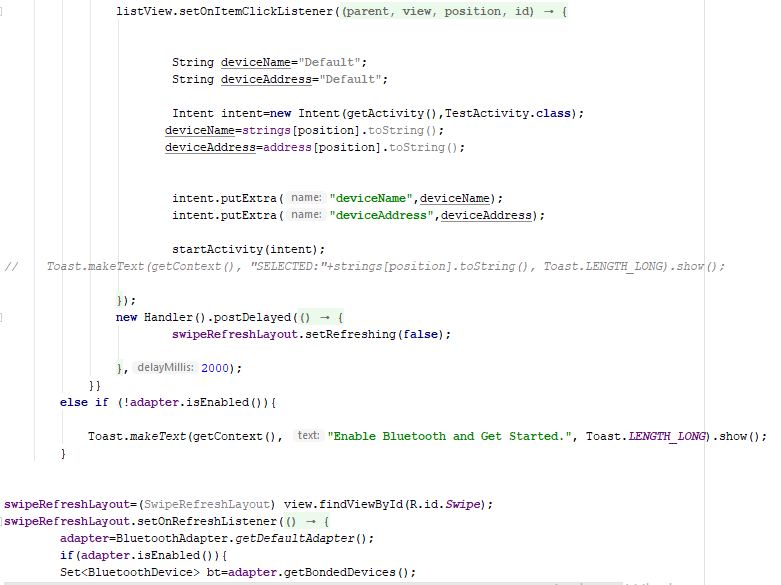 listView.setOnItemClickListener((parent, view, position, id) → {
String deviceName="Default";
String deviceAddress="Default";
Intent intent=new Intent(getActivity(),TestActivity.class);
deviceName=strings[position].toString();
deviceAddress=address[position].toString();
intent.putExtra( name: "deviceName",deviceName);
intent.putExtra( name: "deviceAddress",deviceAddress);
startActivity(intent);
// Toast.makeText(getContext(), "SELECTED:"+strings[position].toString(), Toast.LENGTH_LONG).show();
});
new Handler().postDelayed(() → {
swipeRefreshLayout.setRefreshing(false);
}, delayMillis: 2000);
}}
else if (!adapter.isEnabled()){
Toast.makeText(getContext(), text: "Enable Bluetooth and Get Started.", Toast.LENGTH_LONG).show();
}
swipeRefreshLayout=(SwipeRefreshLayout) view.findViewById(R.id.Swipe);
swipeRefreshLayout.setOnRefreshListener(() → {
adapter=BluetoothAdapter.getDefaultAdapter();
if(adapter.isEnabled()){
Set<BluetoothDevice> bt=adapter.getBondedDevices();